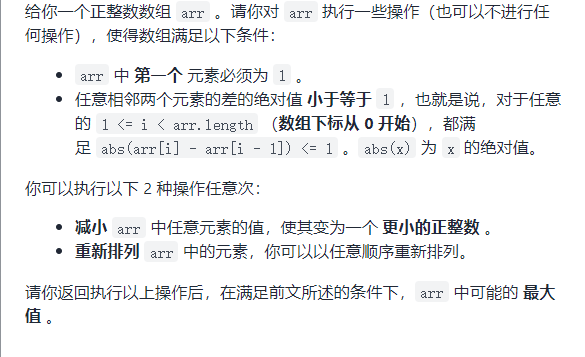 给你一个正整数数组 arr 。请你对 arr 执行一些操作（也可以不进行任
何操作），使得数组满足以下条件：
• arr 中 第一个 元素必须为 1 。
• 任意相邻两个元素的差的绝对值 小于等于 1 ，也就是说，对于任意
的 1 <= i < arr.length （数组下标从 0 开始），都满
足 abs(arr[i] - arr[i - 1]) <= 1 。abs(x) 为 x 的绝对值。
你可以执行以下 2 种操作任意次：
• 减小 arr 中任意元素的值，使其变为一个 更小的正整数 。
• 重新排列 arr 中的元素，你可以以任意顺序重新排列。
请你返回执行以上操作后，在满足前文所述的条件下，arr 中可能的 最大
值 。